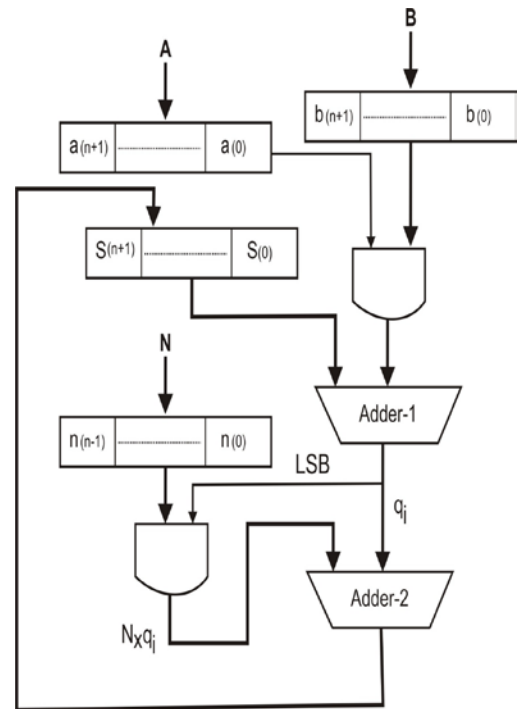 A
B
a(n+1) a(0)
b(n+1) b(0)
S(n+1) S(0)
N
Adder-1
n(n-1) n(0)
LSB
qi
Adder-2
Nxqi